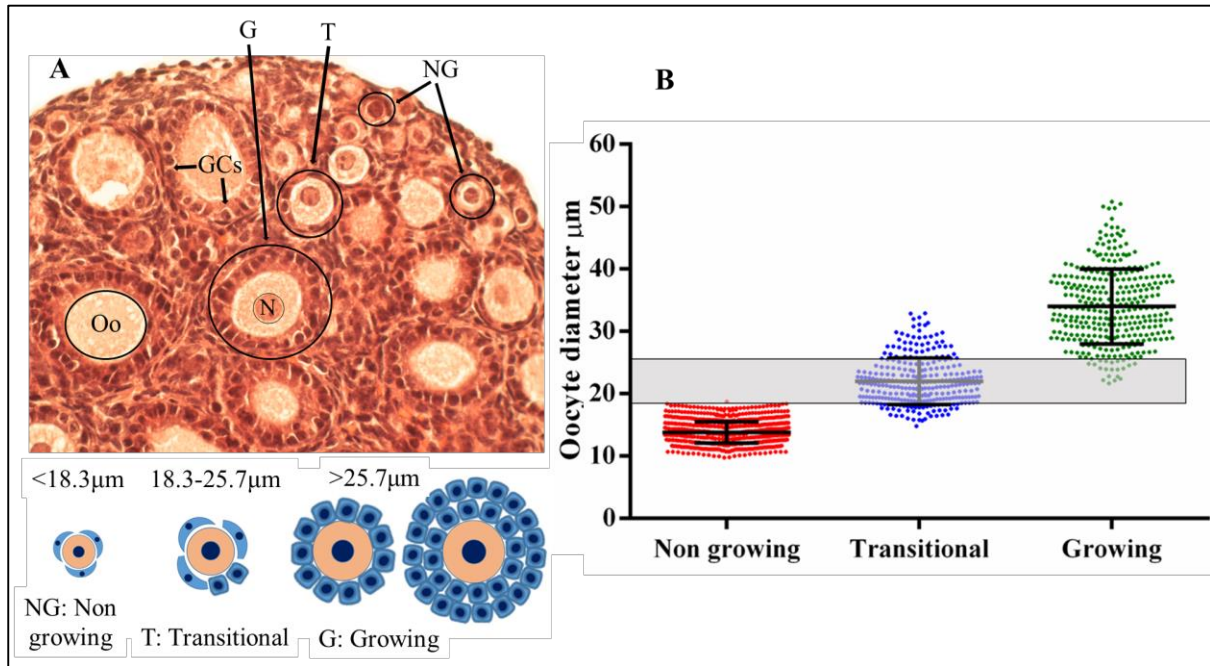 G
T
A
NG
GCs
N
Oo
<18.3μm
18.3-25.7μm
>25.7μm
NG: Non
growing
T: Transitional
G: Growing
B
Oocyte diameter μm
60
50
40
30
20
10
0
Non growing
Transitional
Growing